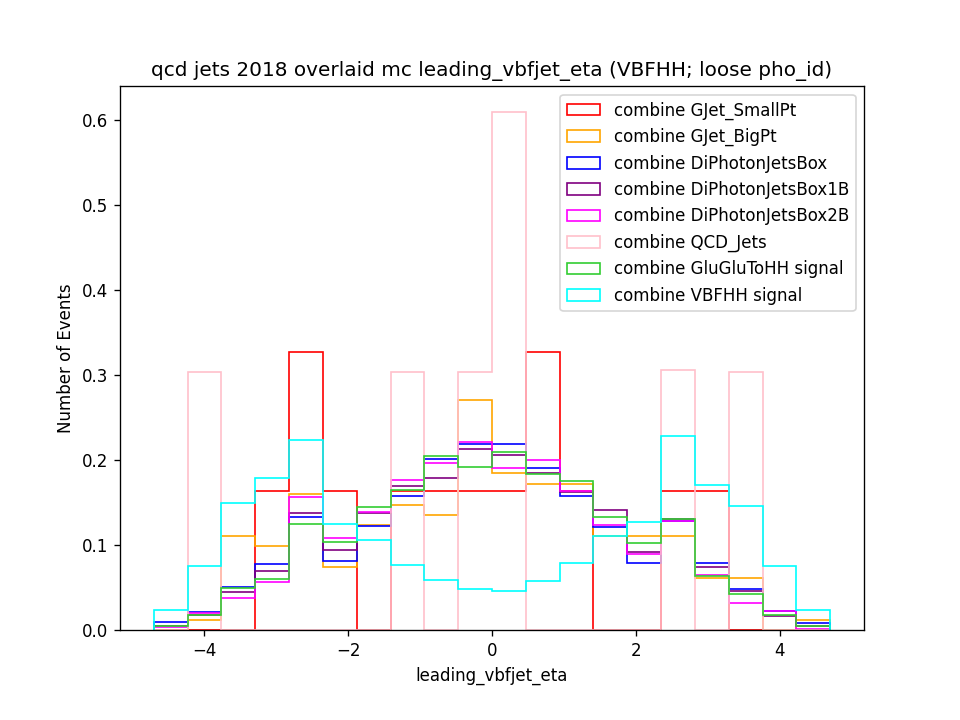 qcd jets 2018 overlaid mc leading_vbfjet_eta (VBFHH; loose pho_id)
combine GJet_SmallPt
combine GJet_BigPt
combine DiPhotonJetsBox
combine DiPhotonJetsBox1B
combine DiPhotonJetsBox2B
combine QCD_Jets
combine GluGluToHH signal
combine VBFHH signal
Number of Events
0.6
0.5
0.4
0.3
0.2
0.1
0.0
−4 −2 0 2 4
leading_vbfjet_eta